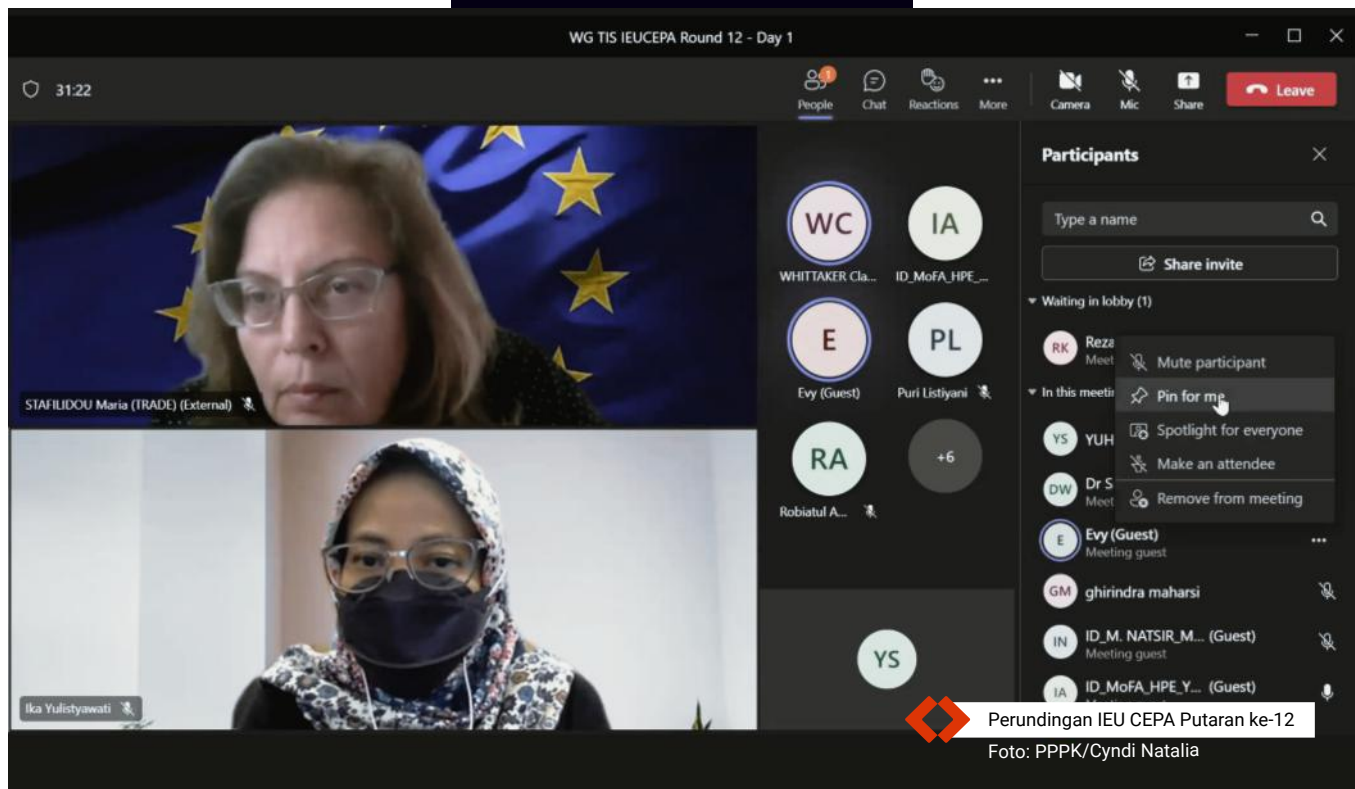 WG TIS IEUCEPA Round 12 - Day 1
31:22
1
People
Chat
Reactions
More
Camera
Mic
Share
Leave
STAFILIDOU Maria (TRADE) (External)
Ika Yulistyawati
WC
WHITTAKER Cla...
IA
ID_MoFA_HPE_...
E
Evy (Guest)
PL
Puri Listiyani
RA
Robiatul A...
+6
YS
Participants
Type a name
Share invite
Waiting in lobby (1)
RK
Reza
Meet
Mute participant
In this meetin
Pin for me
YS
YUH
Spotlight for everyone
Make an attendee
DW
Dr S
Meet
Remove from meeting
E
Evy (Guest)
Meeting guest
GM
ghirindra maharsi
IN
ID_M. NATSIR_M... (Guest)
Meeting guest
IA
ID_MoFA_HPE_Y... (Guest)
Perundingan IEU CEPA Putaran ke-12
Foto: PPPK/Cyndi Natalia